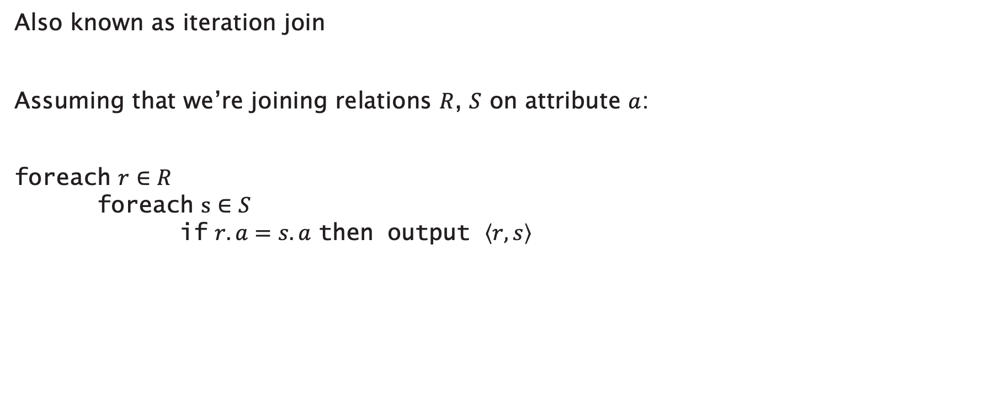 Also known as iteration join
Assuming that we’re joining relations R, S on attribute a:
foreach r ∈ R
foreach s ∈ S
if r. a = s. a then output ⟨r, s⟩